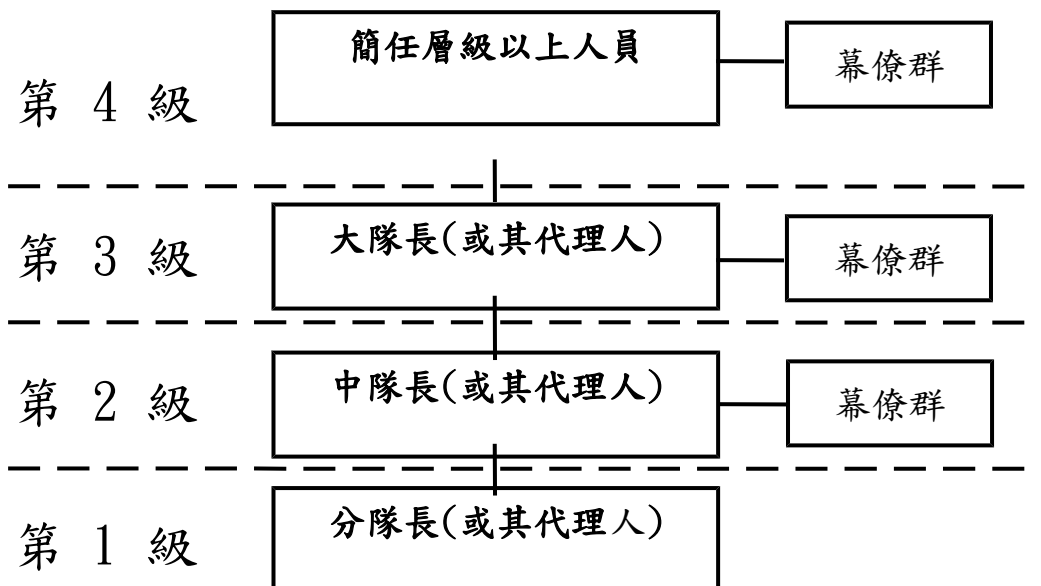 簡任層級以上人員
幕僚群
第 4 級
大隊長(或其代理人)
幕僚群
第 3 級
中隊長(或其代理人)
幕僚群
第 2 級
分隊長(或其代理人)
第 1 級